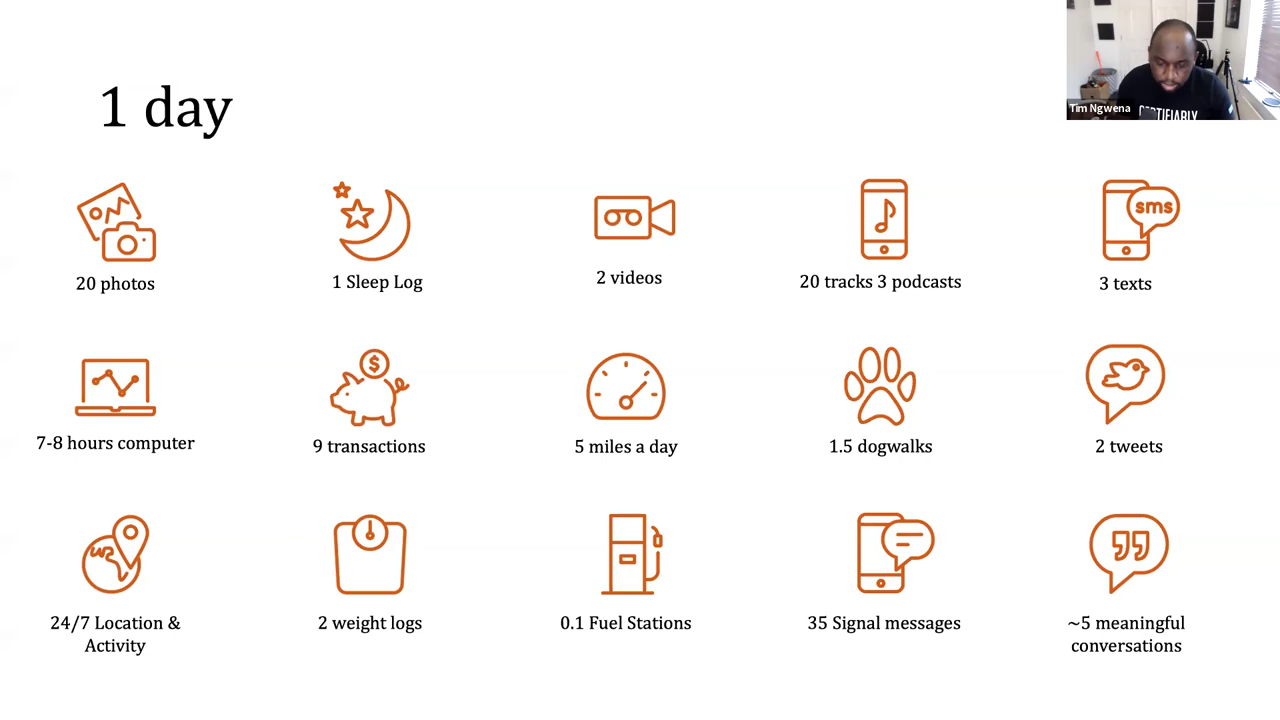 1 day
Tim Ngwena
CERTIFIABLY
sms
20 photos
1 Sleep Log
2 videos
20 tracks 3 podcasts
3 texts
$
7-8 hours computer
9 transactions
5 miles a day
1.5 dogwalks
2 tweets
24/7 Location &
Activity
2 weight logs
0.1 Fuel Stations
35 Signal messages
~5 meaningful
conversations